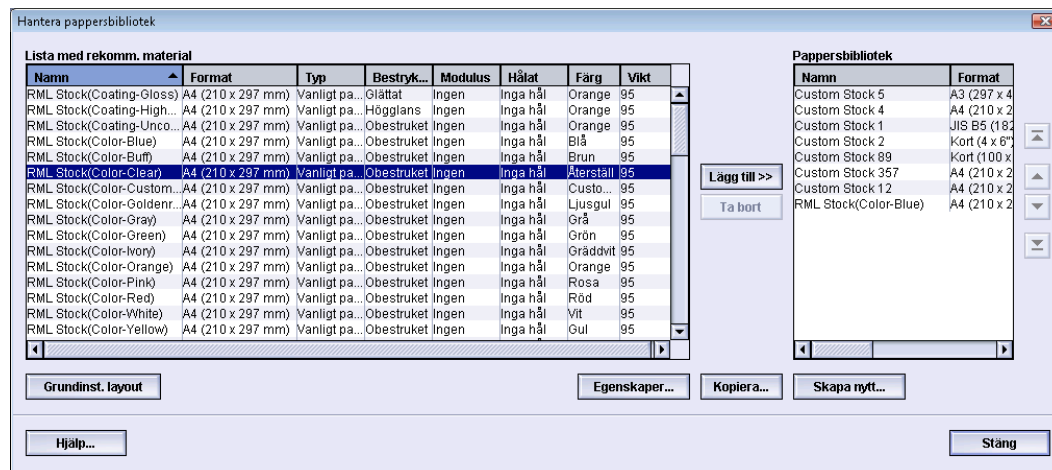 Hantera pappersbibliotek
Lista med rekomm. material
Namn Format Typ Bestryk... Modulus Hålat Färg Vikt
RML Stock(Coating-Gloss) A4 (210 x 297 mm) Vanligt pa... Glättat Ingen Inga hål Orange 95
RML Stock(Coating-High... A4 (210 x 297 mm) Vanligt pa... Högglans Ingen Inga hål Orange 95
RML Stock(Coating-Unco... A4 (210 x 297 mm) Vanligt pa... Obestruket Ingen Inga hål Orange 95
RML Stock(Color-Blue) A4 (210 x 297 mm) Vanligt pa... Obestruket Ingen Inga hål Blå 95
RML Stock(Color-Buff) A4 (210 x 297 mm) Vanligt pa... Obestruket Ingen Inga hål Brun 95
RML Stock(Color-Clear) A4 (210 x 297 mm) Vanligt pa... Obestruket Ingen Inga hål Återställ 95
RML Stock(Color-Custom... A4 (210 x 297 mm) Vanligt pa... Obestruket Ingen Inga hål Custo... 95
RML Stock(Color-Goldenr... A4 (210 x 297 mm) Vanligt pa... Obestruket Ingen Inga hål Ljusgul 95
RML Stock(Color-Gray) A4 (210 x 297 mm) Vanligt pa... Obestruket Ingen Inga hål Grå 95
RML Stock(Color-Green) A4 (210 x 297 mm) Vanligt pa... Obestruket Ingen Inga hål Grön 95
RML Stock(Color-Ivory) A4 (210 x 297 mm) Vanligt pa... Obestruket Ingen Inga hål Gräddvit 95
RML Stock(Color-Orange) A4 (210 x 297 mm) Vanligt pa... Obestruket Ingen Inga hål Orange 95
RML Stock(Color-Pink) A4 (210 x 297 mm) Vanligt pa... Obestruket Ingen Inga hål Rosa 95
RML Stock(Color-Red) A4 (210 x 297 mm) Vanligt pa... Obestruket Ingen Inga hål Röd 95
RML Stock(Color-White) A4 (210 x 297 mm) Vanligt pa... Obestruket Ingen Inga hål Vit 95
RML Stock(Color-Yellow) A4 (210 x 297 mm) Vanligt pa... Obestruket Ingen Inga hål Gul 95
Lägg till >>
Ta bort
Pappersbibliotek
Namn Format
Custom Stock 5 A3 (297 x 4
Custom Stock 4 A4 (210 x 2
Custom Stock 1 JIS B5 (182
Custom Stock 2 Kort (4 x 6"
Custom Stock 89 Kort (100 x
Custom Stock 357 A4 (210 x 2
Custom Stock 12 A4 (210 x 2
RML Stock(Color-Blue) A4 (210 x 2
Grundinst. layout Egenskaper... Kopiera... Skapa nytt...
Hjälp... Stäng